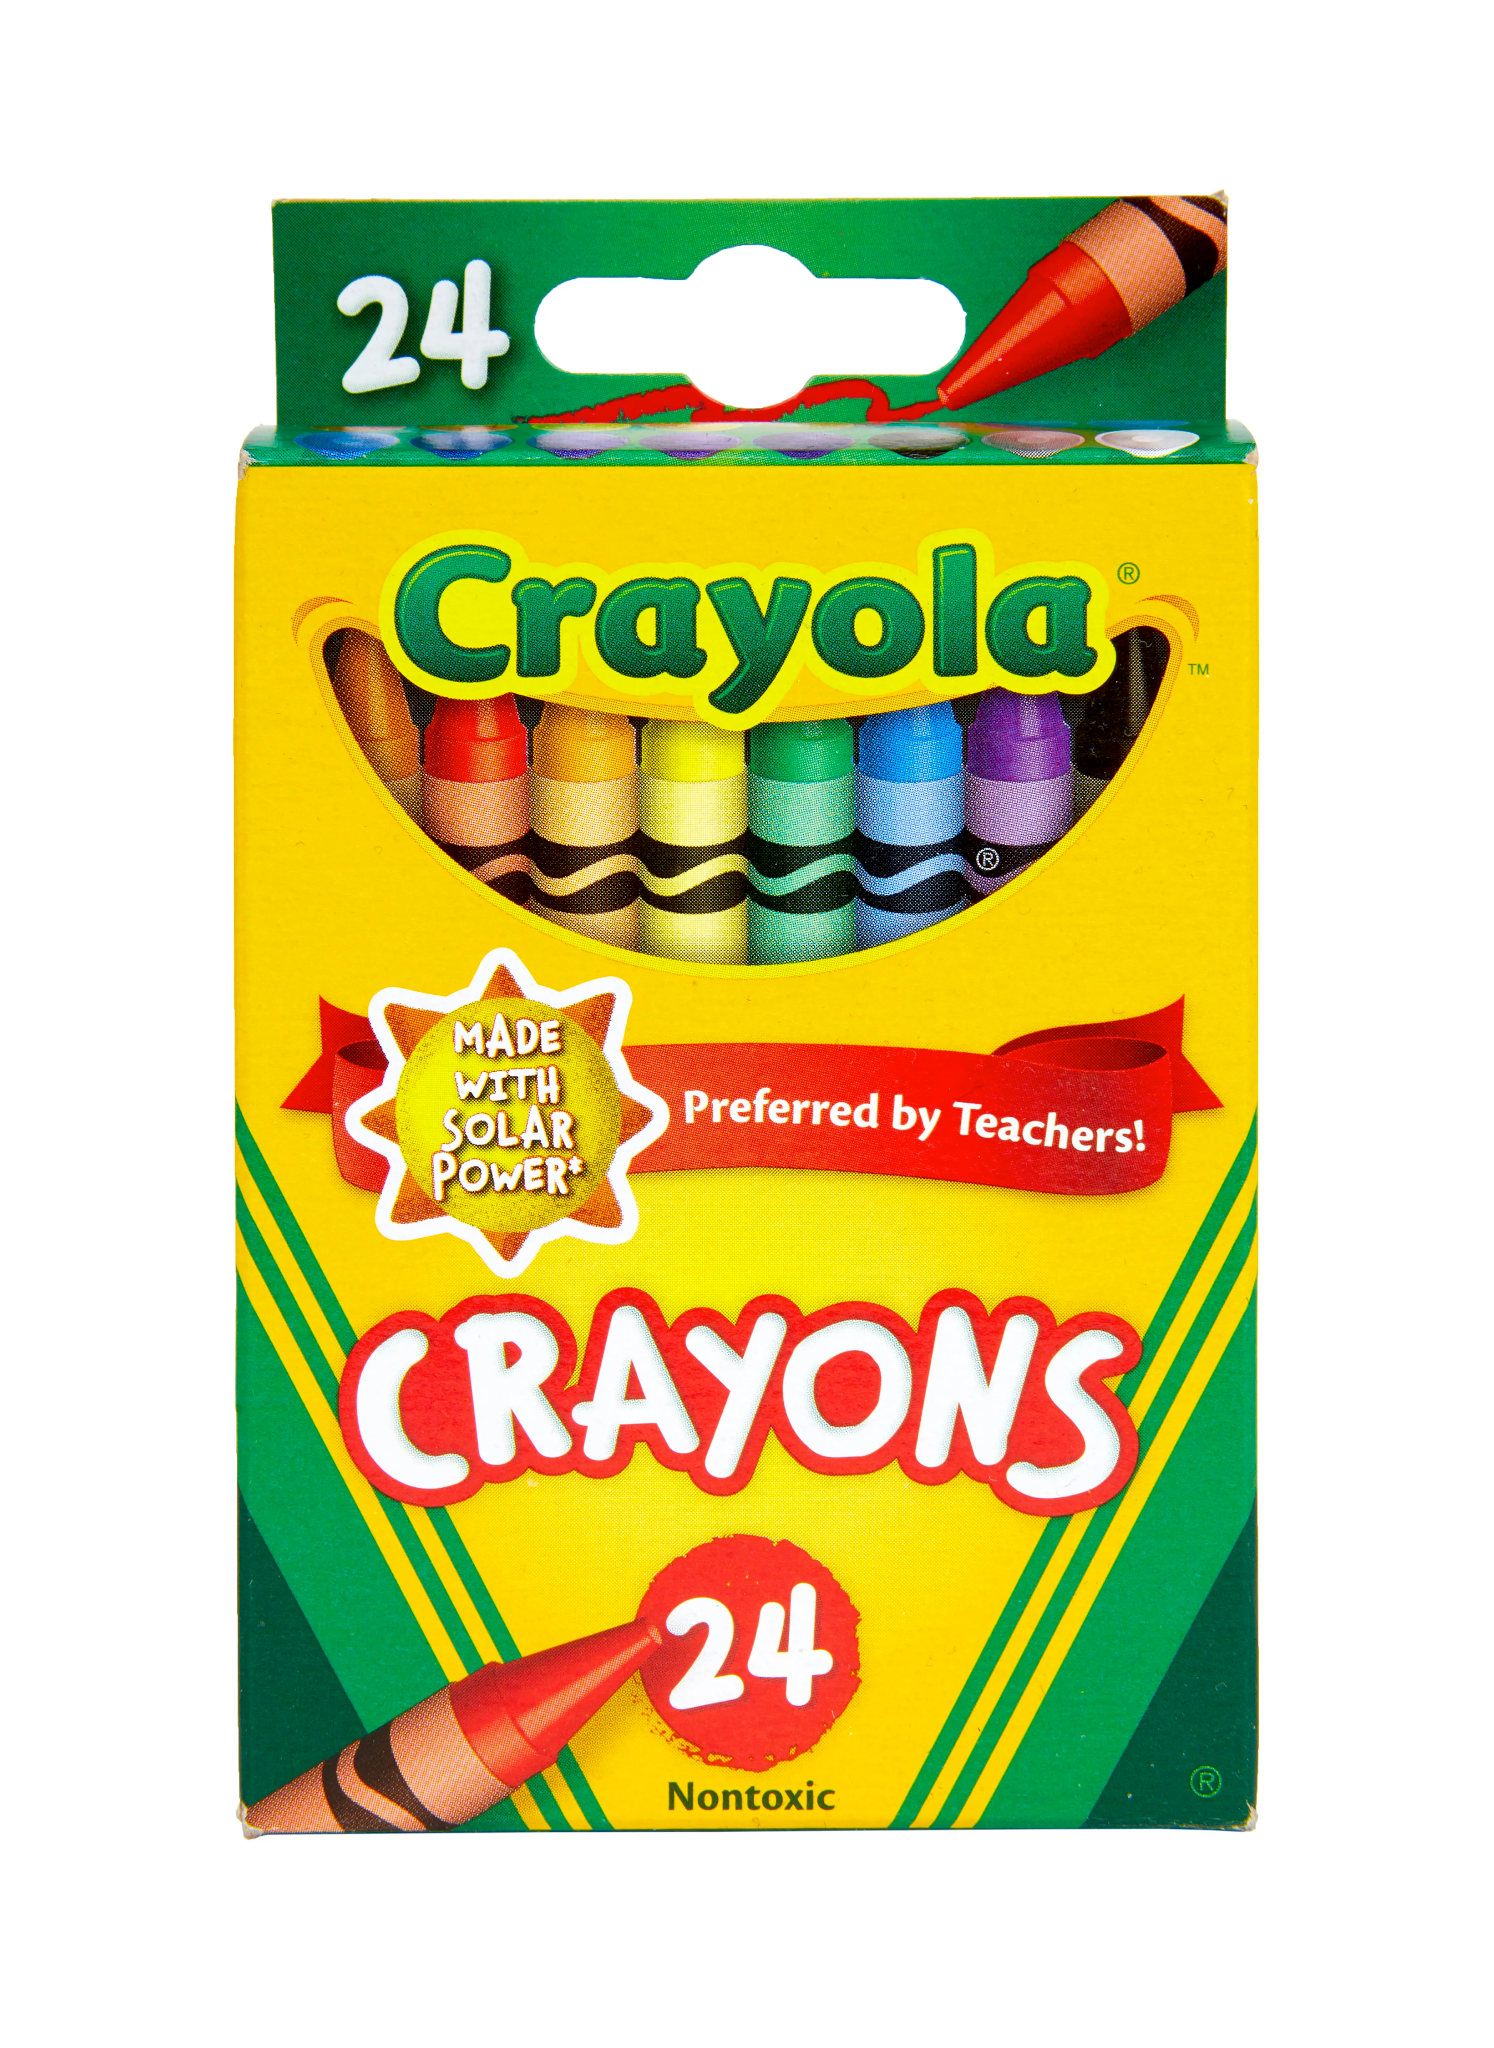 24
Crayola®
™
®
MADE
WITH
SOLAR
POWER*
Preferred by Teachers!
CRAYONS
24
Nontoxic
®